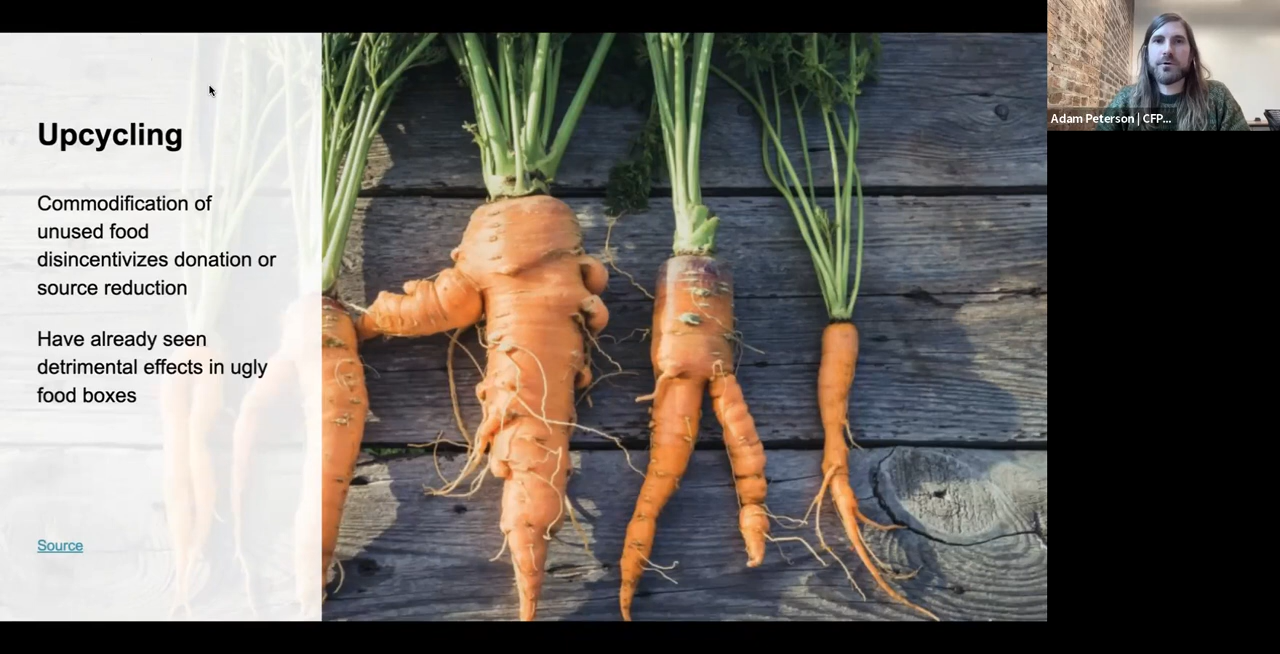 Upcycling
Commodification of
unused food
disincentivizes donation or
source reduction
Have already seen
detrimental effects in ugly
food boxes
Source
Adam Peterson | CFP...